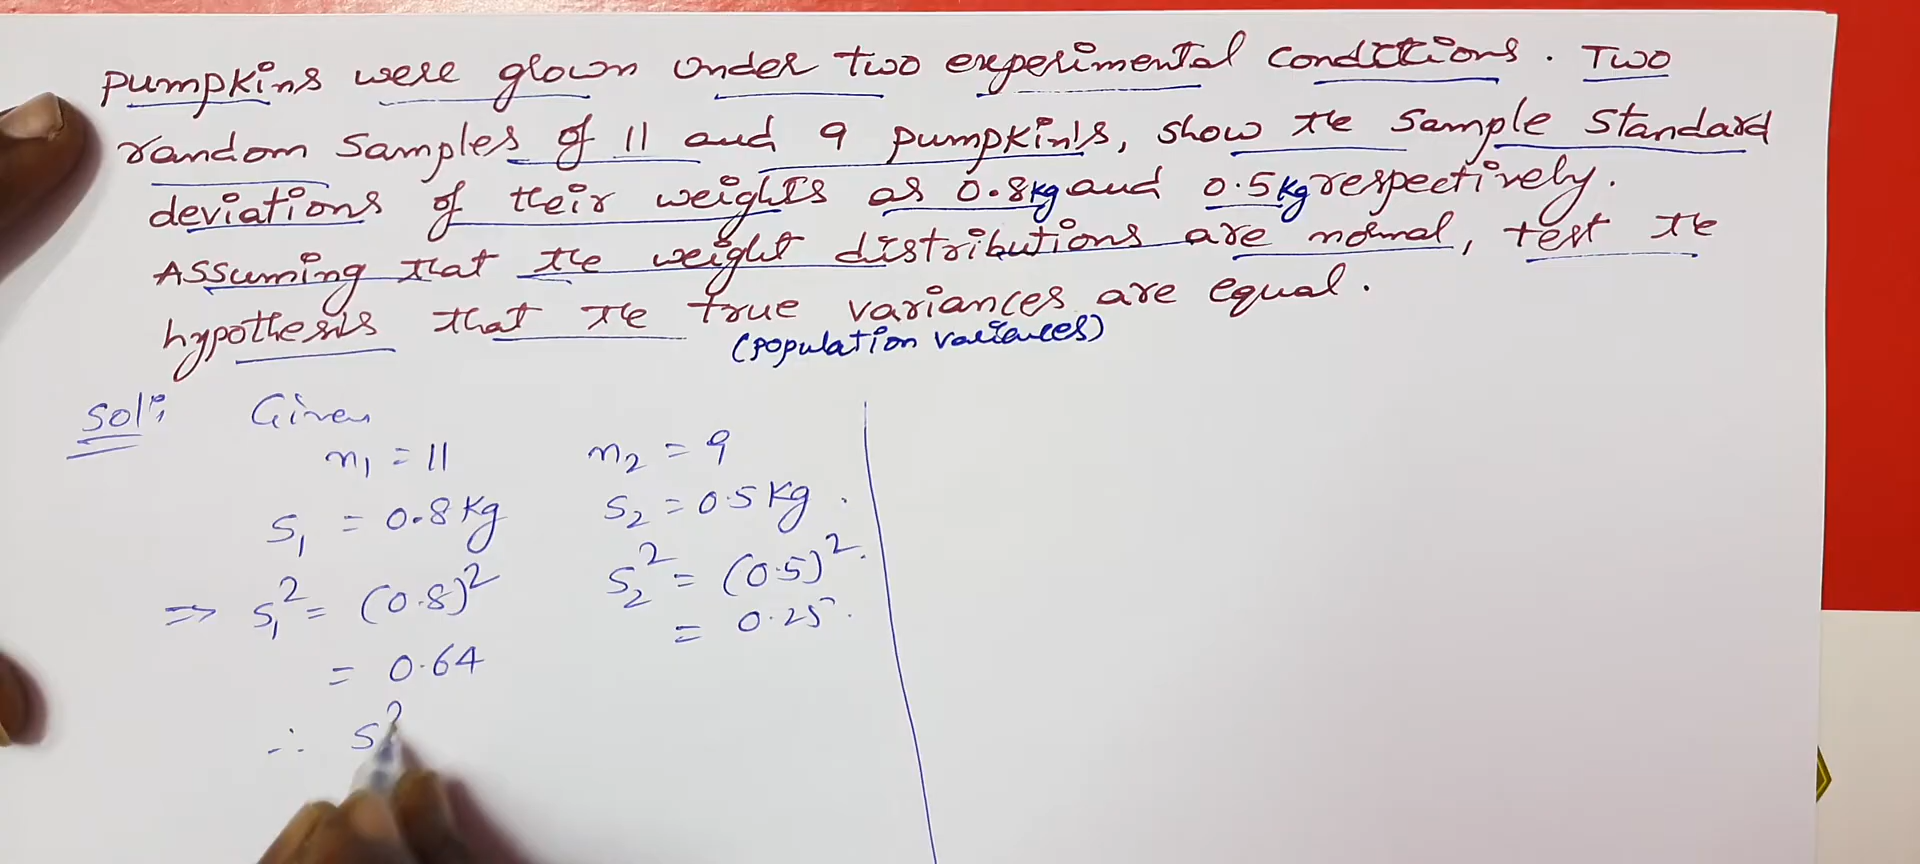 Pumpkins were grown under two experimental conditions. Two
random samples of 11 and 9 pumpkins, show the sample standard
deviations of their weights as 0.8kg and 0.5kg respectively.
Assuming that the weight distributions are normal, test the
hypothesis that the true variances are equal.
(population variances)
Sol:
Given
n₁ = 11
n₂ = 9
S₁ = 0.8 Kg
S₂ = 0.5 Kg.
⇒ S₁² = (0.8)²
S₂² = (0.5)².
= 0.25.
= 0.64
∴ S²